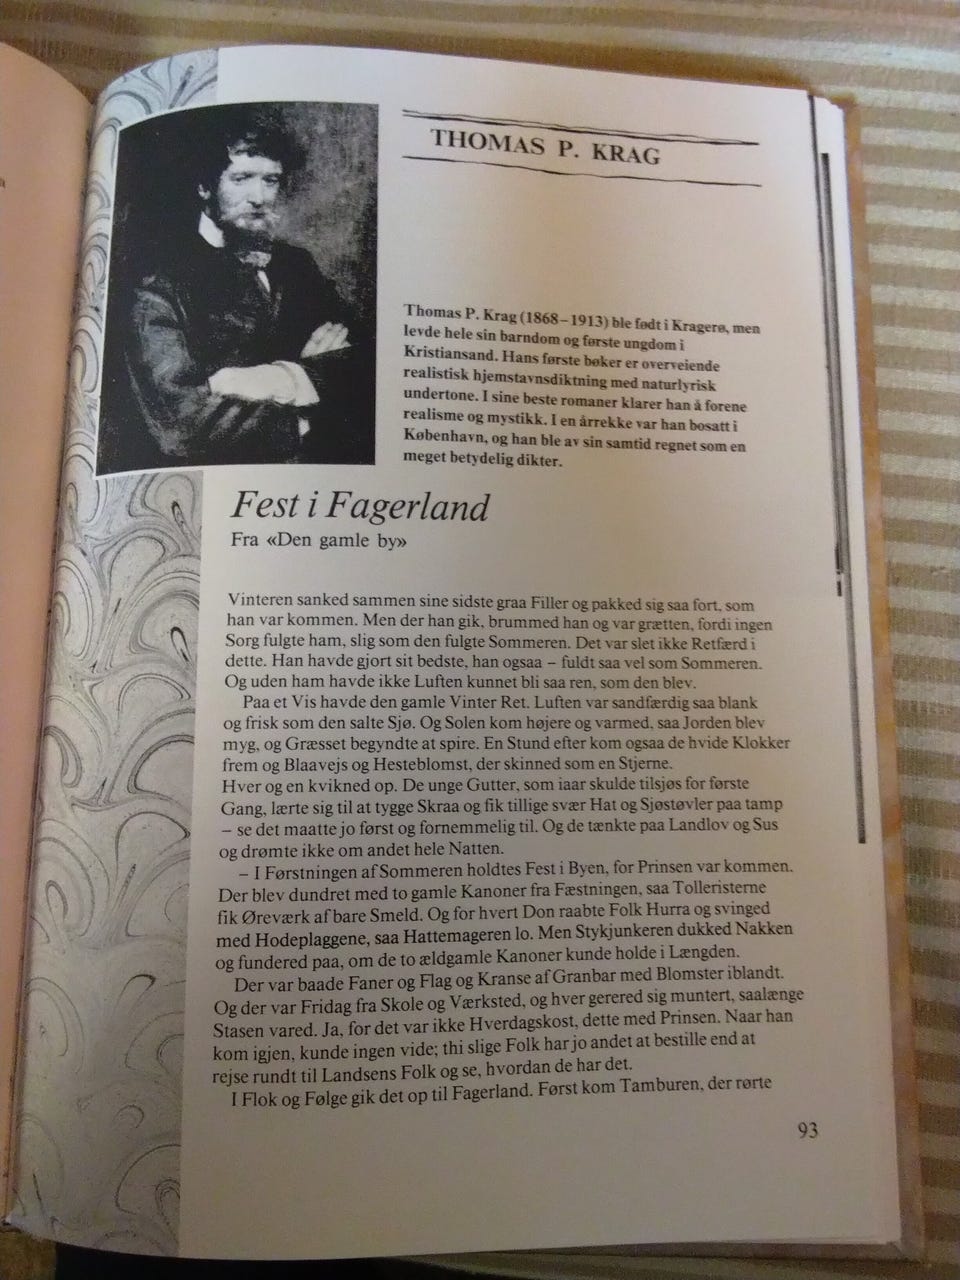 THOMAS P. KRAG
Thomas P. Krag (1868–1913) ble født i Kragerø, men
levde hele sin barndom og første ungdom i
Kristiansand. Hans første bøker er overveiende
realistisk hjemstavnsdiktning med naturlyrisk
undertone. I sine beste romaner klarer han å forene
realisme og mystikk. I en årrekke var han bosatt i
København, og han ble av sin samtid regnet som en
meget betydelig dikter.
Fest i Fagerland
Fra «Den gamle by»
Vinteren sanked sammen sine sidste graa Filler og pakked sig saa fort, som
han var kommen. Men der han gik, brummed han og var grætten, fordi ingen
Sorg fulgte ham, slig som den fulgte Sommeren. Det var slet ikke Retfærd i
dette. Han havde gjort sit bedste, han ogsaa – fuldt saa vel som Sommeren.
Og uden ham havde ikke Luften kunnet bli saa ren, som den blev.
Paa et Vis havde den gamle Vinter Ret. Luften var sandfærdig saa blank
og frisk som den salte Sjø. Og Solen kom højere og varmed, saa Jorden blev
myg, og Græsset begyndte at spire. En Stund efter kom ogsaa de hvide Klokker
frem og Blaavejs og Hesteblomst, der skinned som en Stjerne.
Hver og en kvikned op. De unge Gutter, som iaar skulde tilsjøs for første
Gang, lærte sig til at tygge Skraa og fik tillige svær Hat og Sjøstøvler paa tamp
– se det maatte jo først og fornemmelig til. Og de tænkte paa Landlov og Sus
og drømte ikke om andet hele Natten.
– I Førstningen af Sommeren holdtes Fest i Byen, for Prinsen var kommen.
Der blev dundret med to gamle Kanoner fra Fæstningen, saa Tolleristerne
fik Øreværk af bare Smeld. Og for hvert Don raabte Folk Hurra og svinged
med Hodeplaggene, saa Hattemageren lo. Men Stykjunkeren dukked Nakken
og fundered paa, om de to ældgamle Kanoner kunde holde i Længden.
Der var baade Faner og Flag og Kranse af Granbar med Blomster iblandt.
Og der var Fridag fra Skole og Værksted, og hver gerered sig muntert, saalænge
Stasen vared. Ja, for det var ikke Hverdagskost, dette med Prinsen. Naar han
kom igjen, kunde ingen vide; thi slige Folk har jo andet at bestille end at
rejse rundt til Landsens Folk og se, hvordan de har det.
I Flok og Følge gik det op til Fagerland. Først kom Tamburen, der rørte
93